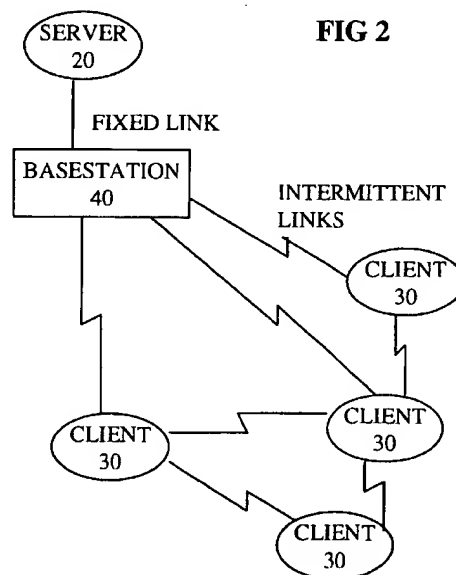 FIG 2
SERVER
20
FIXED LINK
BASESTATION
40
INTERMITTENT
LINKS
CLIENT
30
CLIENT
30
CLIENT
30
CLIENT
30